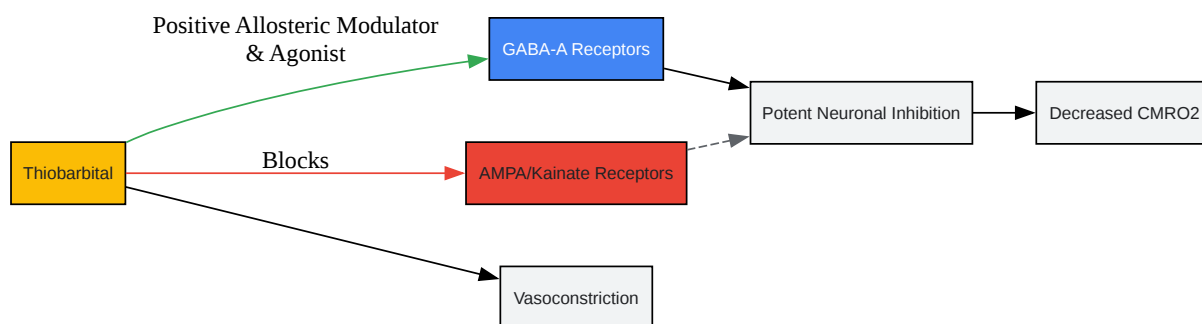 Positive Allosteric Modulator
& Agonist
GABA-A Receptors
Potent Neuronal Inhibition
Decreased CMRO2
Thiobarbital
Blocks
AMPA/Kainate Receptors
Vasoconstriction